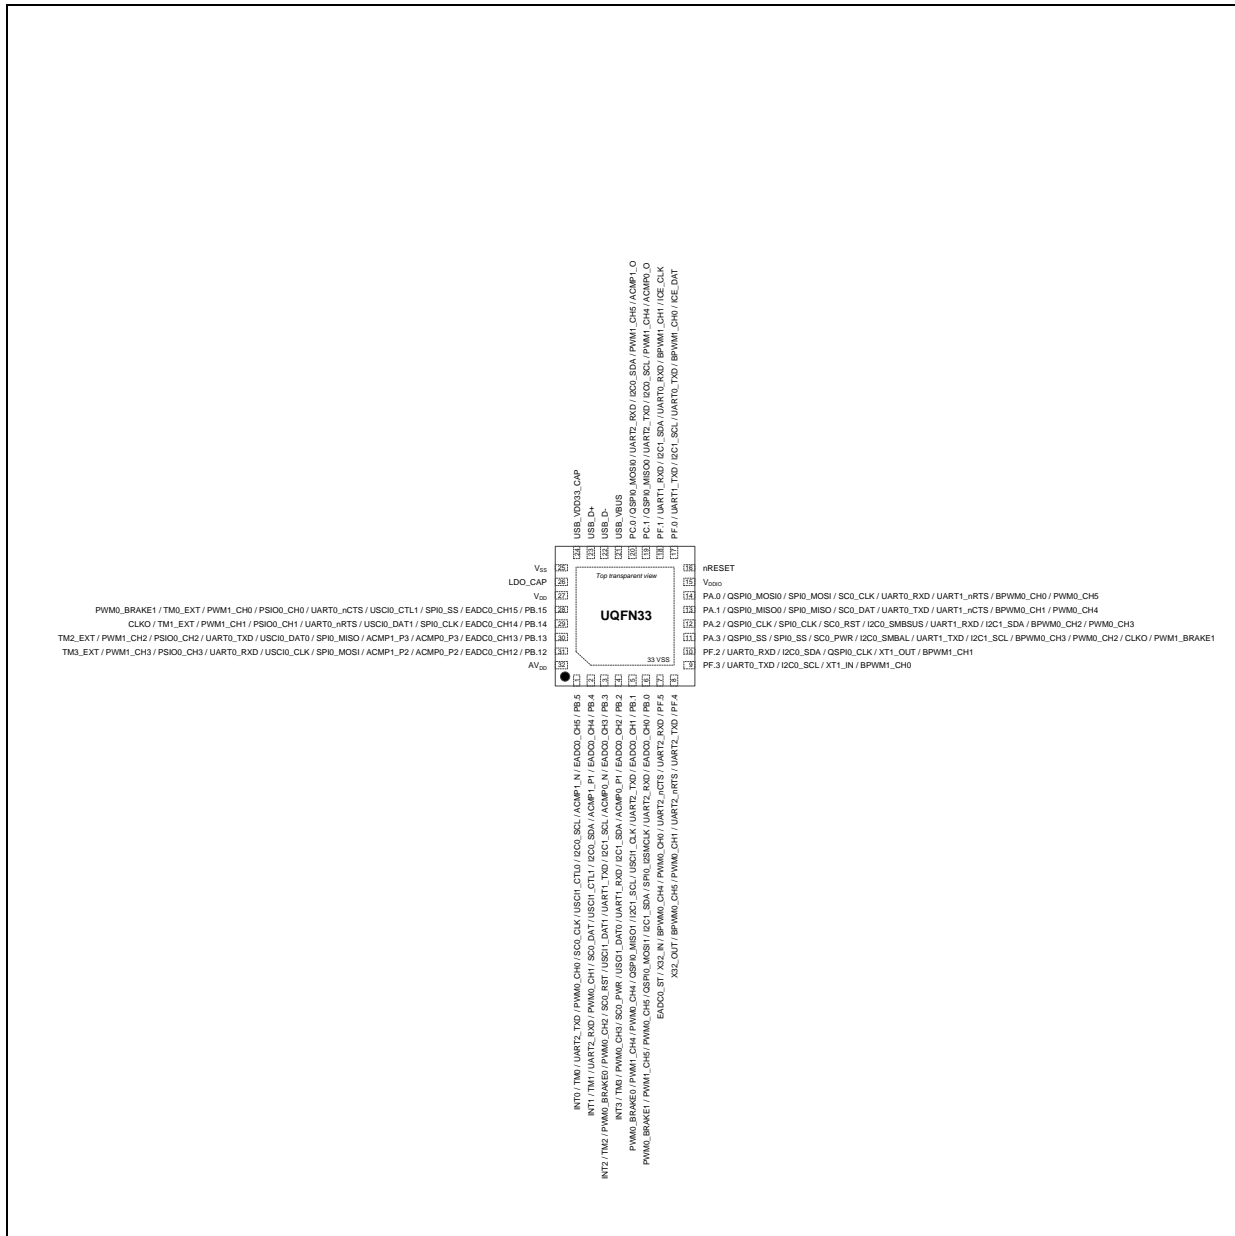 USB_VDD33_CAP
USB_D+
USB_D-
USB_VBUS
PC.0 / QSPI0_MOSI0 / UART2_RXD / I2C0_SDA / PWM1_CH5 / ACMP1_O
PC.1 / QSPI0_MISO0 / UART2_TXD / I2C0_SCL / PWM1_CH4 / ACMP0_O
PF.1 / UART1_RXD / I2C1_SDA / UART0_RXD / BPWM1_CH1 / ICE_CLK
PF.0 / UART1_TXD / I2C1_SCL / UART0_TXD / BPWM1_CH0 / ICE_DAT
24 23 22 21 20 19 18 17
VSS 25
LDO_CAP 26
VDD 27
PWM0_BRAKE1 / TM0_EXT / PWM1_CH0 / PSIO0_CH0 / UART0_nCTS / USCI0_CTL1 / SPI0_SS / EADC0_CH15 / PB.15 28
CLKO / TM1_EXT / PWM1_CH1 / PSIO0_CH1 / UART0_nRTS / USCI0_DAT1 / SPI0_CLK / EADC0_CH14 / PB.14 29
TM2_EXT / PWM1_CH2 / PSIO0_CH2 / UART0_TXD / USCI0_DAT0 / SPI0_MISO / ACMP1_P3 / ACMP0_P3 / EADC0_CH13 / PB.13 30
TM3_EXT / PWM1_CH3 / PSIO0_CH3 / UART0_RXD / USCI0_CLK / SPI0_MOSI / ACMP1_P2 / ACMP0_P2 / EADC0_CH12 / PB.12 31
AVDD 32
Top transparent view
UQFN33
33 VSS
16 nRESET
15 VDDIO
14 PA.0 / QSPI0_MOSI0 / SPI0_MOSI / SC0_CLK / UART0_RXD / UART1_nRTS / BPWM0_CH0 / PWM0_CH5
13 PA.1 / QSPI0_MISO0 / SPI0_MISO / SC0_DAT / UART0_TXD / UART1_nCTS / BPWM0_CH1 / PWM0_CH4
12 PA.2 / QSPI0_CLK / SPI0_CLK / SC0_RST / I2C0_SMBSUS / UART1_RXD / I2C1_SDA / BPWM0_CH2 / PWM0_CH3
11 PA.3 / QSPI0_SS / SPI0_SS / SC0_PWR / I2C0_SMBAL / UART1_TXD / I2C1_SCL / BPWM0_CH3 / PWM0_CH2 / CLKO / PWM1_BRAKE1
10 PF.2 / UART0_RXD / I2C0_SDA / QSPI0_CLK / XT1_OUT / BPWM1_CH1
9 PF.3 / UART0_TXD / I2C0_SCL / XT1_IN / BPWM1_CH0
1 2 3 4 5 6 7 8
INT0 / TM0 / UART2_TXD / PWM0_CH0 / SC0_CLK / USCI1_CTL0 / I2C0_SCL / ACMP1_N / EADC0_CH5 / PB.5
INT1 / TM1 / UART2_RXD / PWM0_CH1 / SC0_DAT / USCI1_CTL1 / I2C0_SDA / ACMP1_P1 / EADC0_CH4 / PB.4
INT2 / TM2 / PWM0_BRAKE0 / PWM0_CH2 / SC0_RST / USCI1_DAT1 / UART1_TXD / I2C1_SCL / ACMP0_N / EADC0_CH3 / PB.3
INT3 / TM3 / PWM0_CH3 / SC0_PWR / USCI1_DAT0 / UART1_RXD / I2C1_SDA / ACMP0_P1 / EADC0_CH2 / PB.2
PWM0_BRAKE0 / PWM1_CH4 / PWM0_CH4 / QSPI0_MISO1 / I2C1_SCL / USCI1_CLK / UART2_TXD / EADC0_CH1 / PB.1
PWM0_BRAKE1 / PWM1_CH5 / PWM0_CH5 / QSPI0_MOSI1 / I2C1_SDA / SPI0_I2SMCLK / UART2_RXD / EADC0_CH0 / PB.0
EADC0_ST / X32_IN / BPWM0_CH4 / PWM0_CH0 / UART2_nCTS / UART2_RXD / PF.5
X32_OUT / BPWM0_CH5 / PWM0_CH1 / UART2_nRTS / UART2_TXD / PF.4